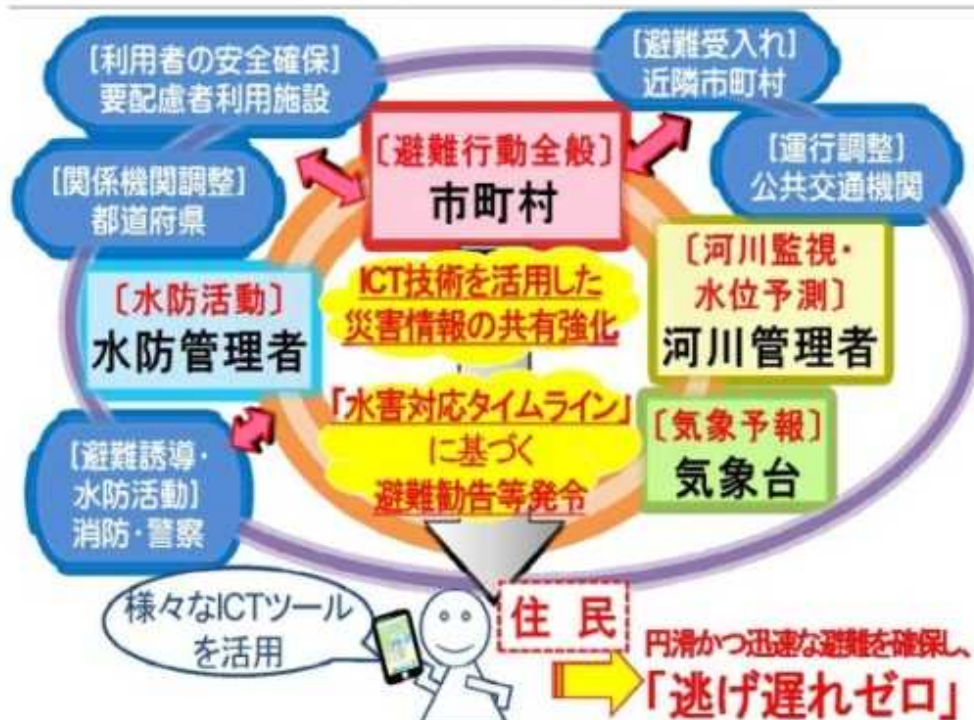 [利用者の安全確保]
要配慮者利用施設
[避難受入れ]
近隣市町村
[関係機関調整]
都道府県
[避難行動全般]
市町村
[運行調整]
公共交通機関
[水防活動]
水防管理者
ICT技術を活用した
災害情報の共有強化
[河川監視・
水位予測]
河川管理者
「水害対応タイムライン」
に基づく
避難勧告等発令
[気象予報]
気象台
[避難誘導・
水防活動]
消防・警察
様々なICTツール
を活用
住民
円滑かつ迅速な避難を確保し、
「逃げ遅れゼロ」